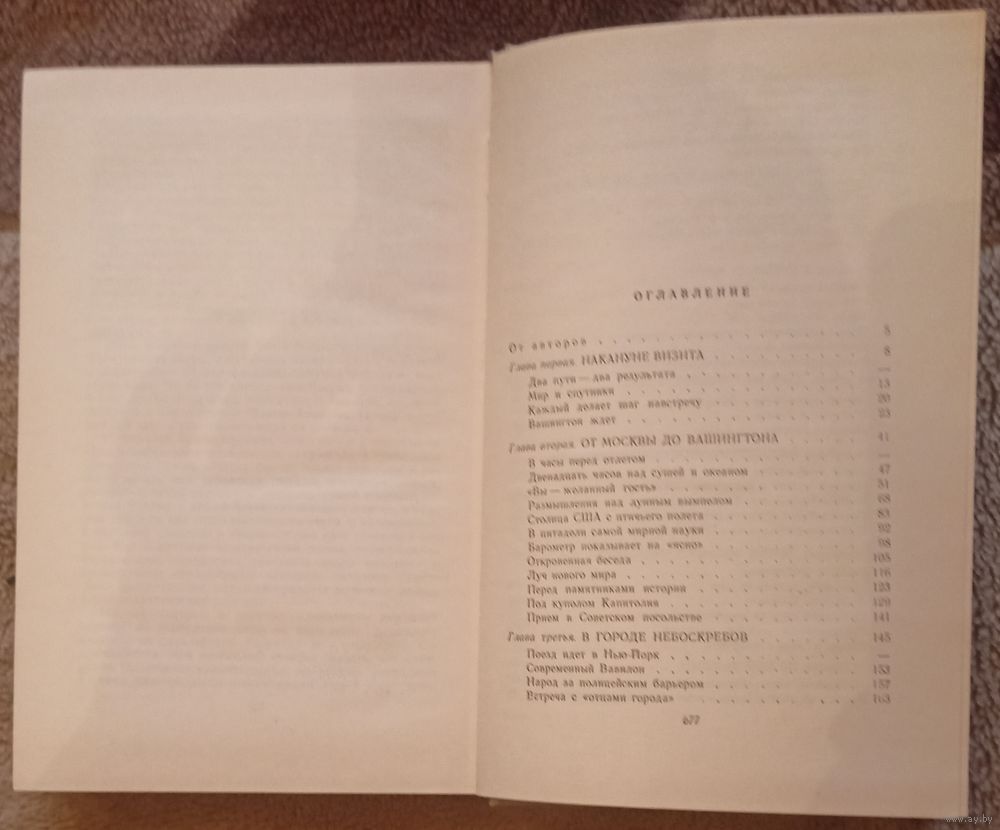 ОГЛАВЛЕНИЕ
От авторов . . . . . . . . . . . . . . . 5
Глава первая. НАКАНУНЕ ВИЗИТА . . . . . . . . . 8
Два пути — два результата . . . . . . . . . . —
Мир и спутники . . . . . . . . . . . . . 13
Каждый делает шаг навстречу . . . . . . . . . 20
Вашингтон ждет . . . . . . . . . . . . . 23
Глава вторая. ОТ МОСКВЫ ДО ВАШИНГТОНА . . . . . 41
В часы перед отлетом . . . . . . . . . . . —
Двенадцать часов над сушей и океаном . . . . . . 47
«Вы — желанный гость» . . . . . . . . . . . 51
Размышления над лунным вымпелом . . . . . . . 68
Столица США с птичьего полета . . . . . . . . 83
В цитадели самой мирной науки . . . . . . . . 92
Барометр показывает на «ясно» . . . . . . . . 98
Откровенная беседа . . . . . . . . . . . . 105
Луч нового мира . . . . . . . . . . . . . 116
Перед памятниками истории . . . . . . . . . 123
Под куполом Капитолия . . . . . . . . . . . 129
Прием в Советском посольстве . . . . . . . . 141
Глава третья. В ГОРОДЕ НЕБОСКРЕБОВ . . . . . . . 145
Поезд идет в Нью-Йорк . . . . . . . . . . . —
Современный Вавилон . . . . . . . . . . . 153
Народ за полицейским барьером . . . . . . . . 157
Встреча с «отцами города» . . . . . . . . . . 163
677
www.ay.by